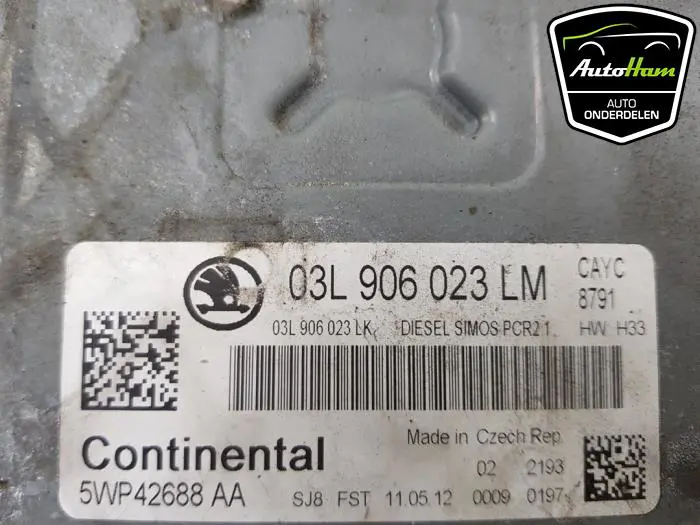 AutoHam
AUTO
ONDERDELEN
03L 906 023 LM
CAYC
8791
03L 906 023 LK DIESEL SIMOS PCR2 1 HW H33
Continental
5WP42688 AA
Made in Czech Rep
02 2193
SJ8 FST 11.05.12 0009 0197